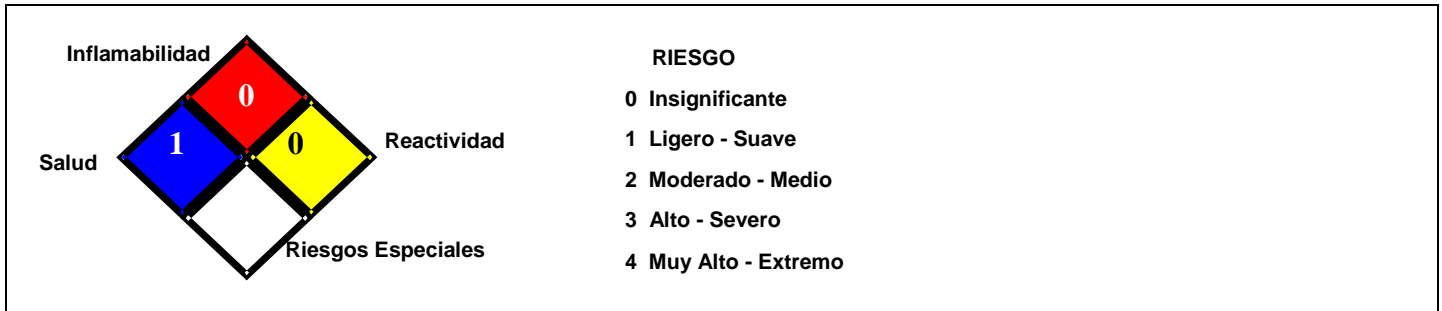 Inflamabilidad
0
1
0
Salud
Reactividad
Riesgos Especiales
RIESGO
0 Insignificante
1 Ligero - Suave
2 Moderado - Medio
3 Alto - Severo
4 Muy Alto - Extremo